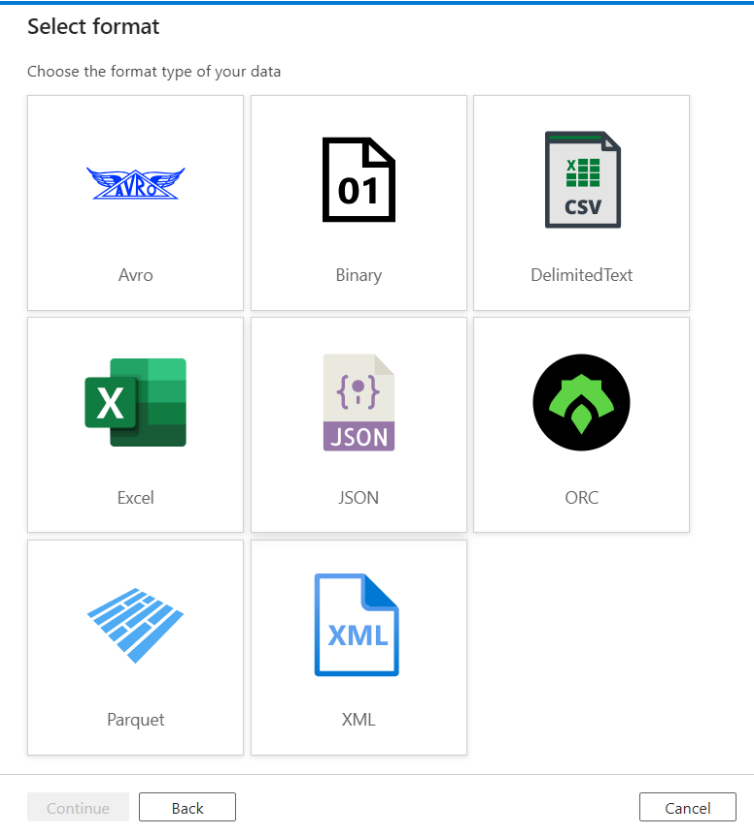 Select format
Choose the format type of your data
AVRO
Avro
01
Binary
X
CSV
DelimitedText
X
Excel
{ } JSON
JSON
ORC
Parquet
XML
XML
Continue
Back
Cancel